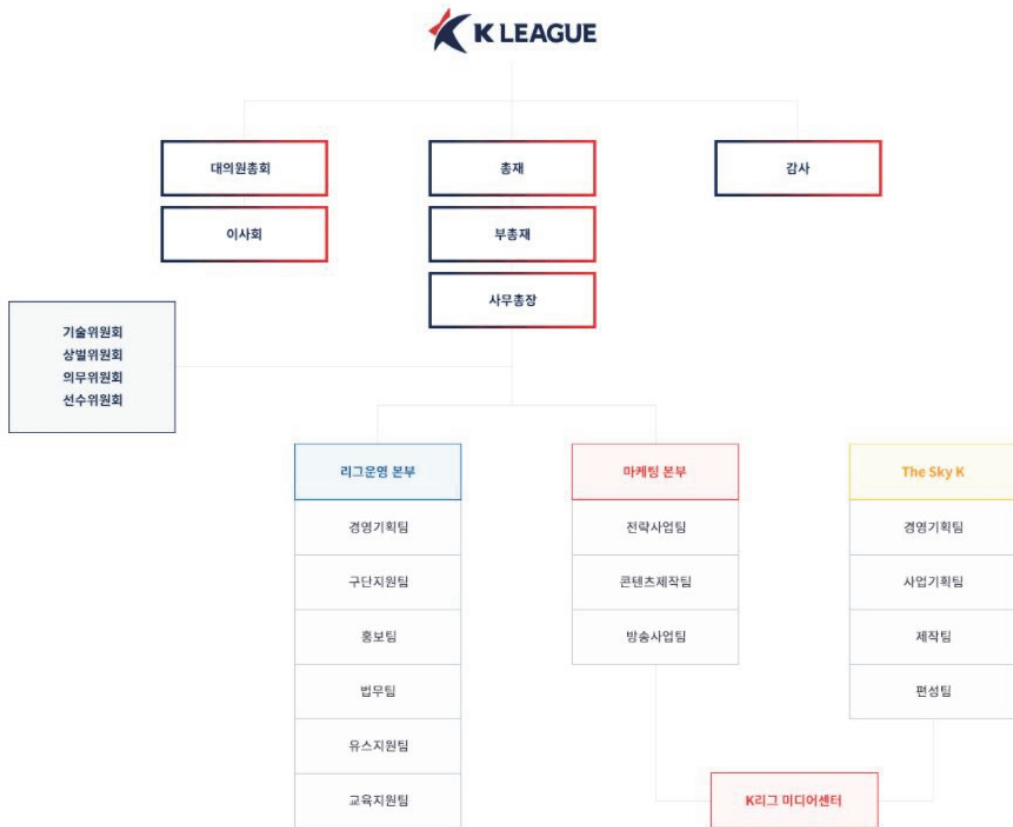 K LEAGUE
대의원총회
총재
감사
이사회
부총재
사무총장
기술위원회
상벌위원회
의무위원회
선수위원회
리그운영 본부
경영기획팀
구단지원팀
홍보팀
법무팀
유스지원팀
교육지원팀
마케팅 본부
전략사업팀
콘텐츠제작팀
방송사업팀
The Sky K
경영기획팀
사업기획팀
제작팀
편성팀
K리그 미디어센터